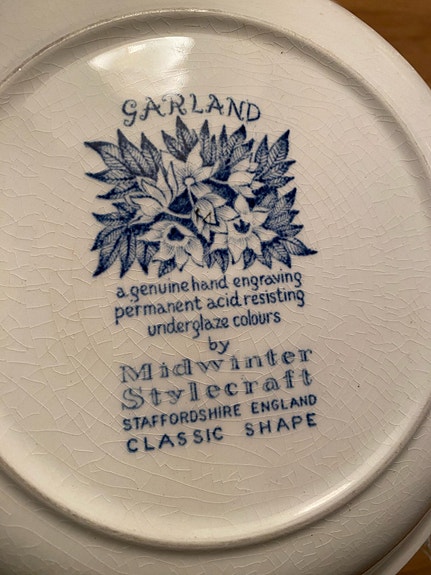 GARLAND
a genuine hand engraving
permanent acid resisting
underglaze colours
by
Midwinter
Stylecraft
STAFFORDSHIRE ENGLAND
CLASSIC SHAPE